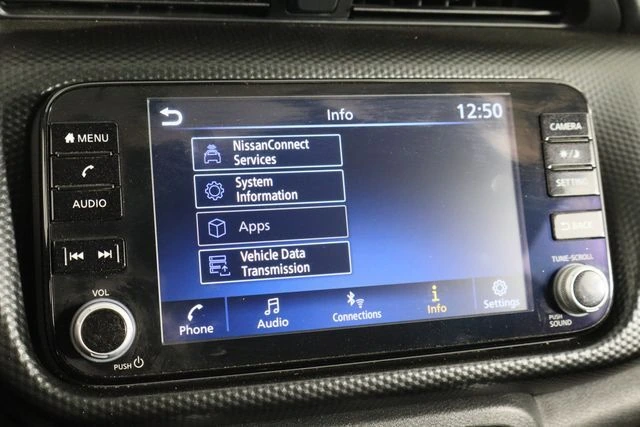 Info
12:50
MENU
AUDIO
VOL
PUSH
NissanConnect
Services
System
Information
Apps
Vehicle Data
Transmission
Phone
Audio
Connections
Info
Settings
CAMERA
SETTING
BACK
TUNE·SCROLL
PUSH
SOUND